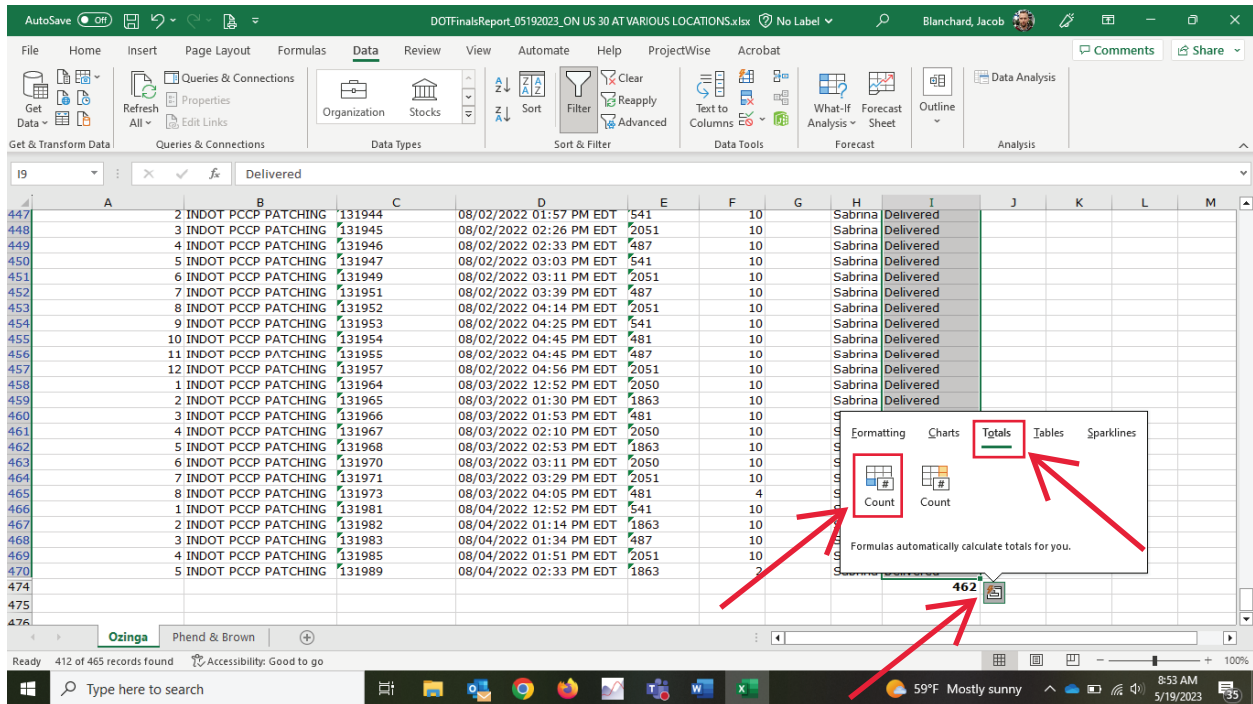 AutoSave Off DOTFinalsReport_05192023_ON US 30 AT VARIOUS LOCATIONS.xlsx No Label Blanchard, Jacob
File Home Insert Page Layout Formulas Data Review View Automate Help ProjectWise Acrobat Comments Share
Get Data
Refresh All
Queries & Connections
Properties
Edit Links
Organization Stocks
Sort
Filter
Clear
Reapply
Advanced
Text to Columns
What-If Analysis
Forecast Sheet
Outline
Data Analysis
Get & Transform Data Queries & Connections Data Types Sort & Filter Data Tools Forecast Analysis
I9 fx Delivered
A B C D E F G H I J K L M
447 2 INDOT PCCP PATCHING 131944 08/02/2022 01:57 PM EDT 541 10 Sabrina Delivered
448 3 INDOT PCCP PATCHING 131945 08/02/2022 02:26 PM EDT 2051 10 Sabrina Delivered
449 4 INDOT PCCP PATCHING 131946 08/02/2022 02:33 PM EDT 487 10 Sabrina Delivered
450 5 INDOT PCCP PATCHING 131947 08/02/2022 03:03 PM EDT 541 10 Sabrina Delivered
451 6 INDOT PCCP PATCHING 131949 08/02/2022 03:11 PM EDT 2051 10 Sabrina Delivered
452 7 INDOT PCCP PATCHING 131951 08/02/2022 03:39 PM EDT 487 10 Sabrina Delivered
453 8 INDOT PCCP PATCHING 131952 08/02/2022 04:14 PM EDT 2051 10 Sabrina Delivered
454 9 INDOT PCCP PATCHING 131953 08/02/2022 04:25 PM EDT 541 10 Sabrina Delivered
455 10 INDOT PCCP PATCHING 131954 08/02/2022 04:45 PM EDT 481 10 Sabrina Delivered
456 11 INDOT PCCP PATCHING 131955 08/02/2022 04:45 PM EDT 487 10 Sabrina Delivered
457 12 INDOT PCCP PATCHING 131957 08/02/2022 04:56 PM EDT 2051 10 Sabrina Delivered
458 1 INDOT PCCP PATCHING 131964 08/03/2022 12:52 PM EDT 2050 10 Sabrina Delivered
459 2 INDOT PCCP PATCHING 131965 08/03/2022 01:30 PM EDT 1863 10 Sabrina Delivered
460 3 INDOT PCCP PATCHING 131966 08/03/2022 01:53 PM EDT 481 10 S
461 4 INDOT PCCP PATCHING 131967 08/03/2022 02:10 PM EDT 2050 10 S
462 5 INDOT PCCP PATCHING 131968 08/03/2022 02:53 PM EDT 1863 10 S
463 6 INDOT PCCP PATCHING 131970 08/03/2022 03:11 PM EDT 2050 10 S
464 7 INDOT PCCP PATCHING 131971 08/03/2022 03:29 PM EDT 2051 10 S
465 8 INDOT PCCP PATCHING 131973 08/03/2022 04:05 PM EDT 481 4 S
466 1 INDOT PCCP PATCHING 131981 08/04/2022 12:52 PM EDT 541 10
467 2 INDOT PCCP PATCHING 131982 08/04/2022 01:14 PM EDT 1863 10
468 3 INDOT PCCP PATCHING 131983 08/04/2022 01:34 PM EDT 487 10
469 4 INDOT PCCP PATCHING 131985 08/04/2022 01:51 PM EDT 2051 10
470 5 INDOT PCCP PATCHING 131989 08/04/2022 02:33 PM EDT 1863 2 Sabrina Delivered
474 462
475
476
Formatting Charts Totals Tables Sparklines
Count Count
Formulas automatically calculate totals for you.
Ozinga Phend & Brown
Ready 412 of 465 records found Accessibility: Good to go 100%
Type here to search 59°F Mostly sunny 8:53 AM
5/19/2023 35